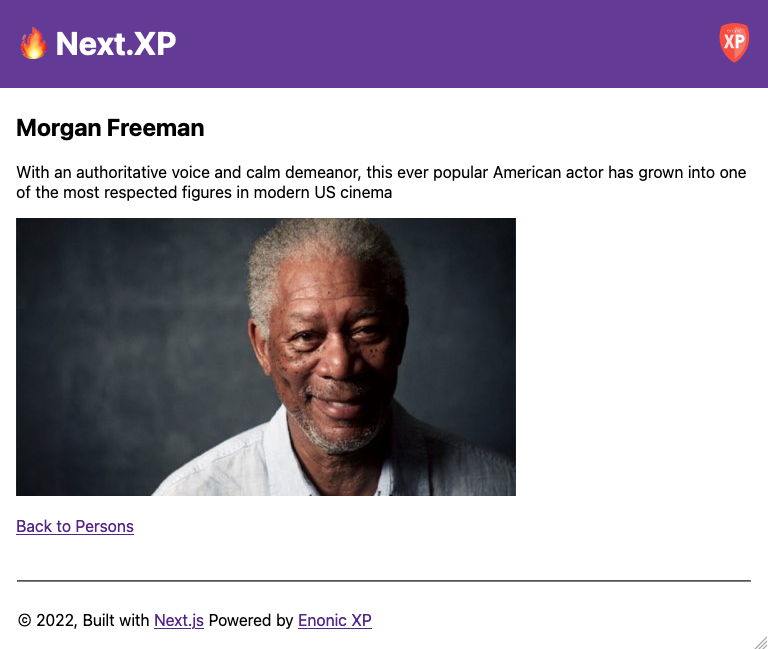 🔥 Next.XP
XP
Morgan Freeman
With an authoritative voice and calm demeanor, this ever popular American actor has grown into one
of the most respected figures in modern US cinema
Back to Persons
© 2022, Built with Next.js Powered by Enonic XP